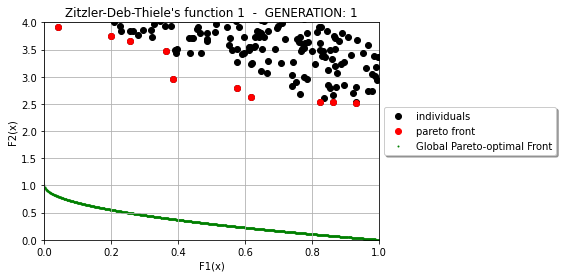 Zitzler-Deb-Thiele's function 1 - GENERATION: 1
4.0
3.5
3.0
2.5
2.0
1.5
1.0
0.5
0.0
F2(x)
0.0 0.2 0.4 0.6 0.8 1.0
F1(x)
individuals
pareto front
Global Pareto-optimal Front